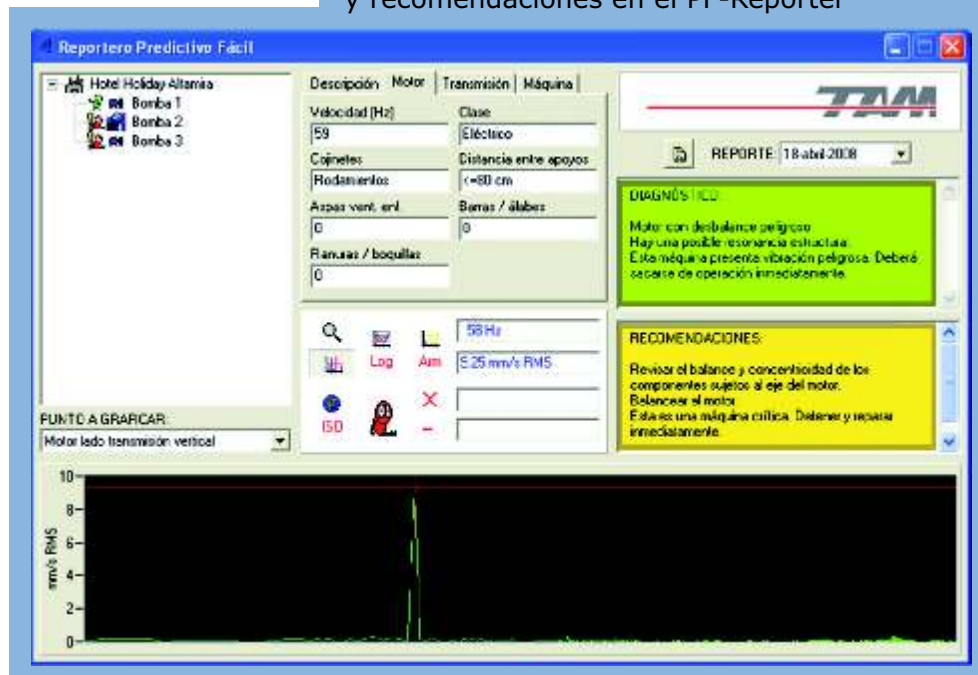 y recomendaciones en el PF-Reporter
Reportero Predictivo Fácil
Hotel Holiday Altamira
Bomba 1
Bomba 2
Bomba 3
PUNTO A GRAFICAR:
Motor lado transmisión vertical
Descripción Motor Transmisión Máquina
Velocidad [Hz] Clase
59 Eléctrico
Cojinetes Distancia entre apoyos
Rodamientos <=80 cm
Aspas vent. enf. Barras / álabes
0 0
Ranuras / boquillas
0
58 Hz
Log Arm 9.25 mm/s RMS
ISO
TAM
REPORTE: 18-abril-2008
DIAGNÓSTICO:
Motor con desbalance peligroso
Hay una posible resonancia estructural.
Esta máquina presenta vibración peligrosa. Deberá
sacarse de operación inmediatamente.
RECOMENDACIONES:
Revisar el balance y concentricidad de los
componentes sujetos al eje del motor.
Balancear el motor
Esta es una máquina crítica. Detener y reparar
inmediatamente.
mm/s RMS
10
8
6
4
2
0